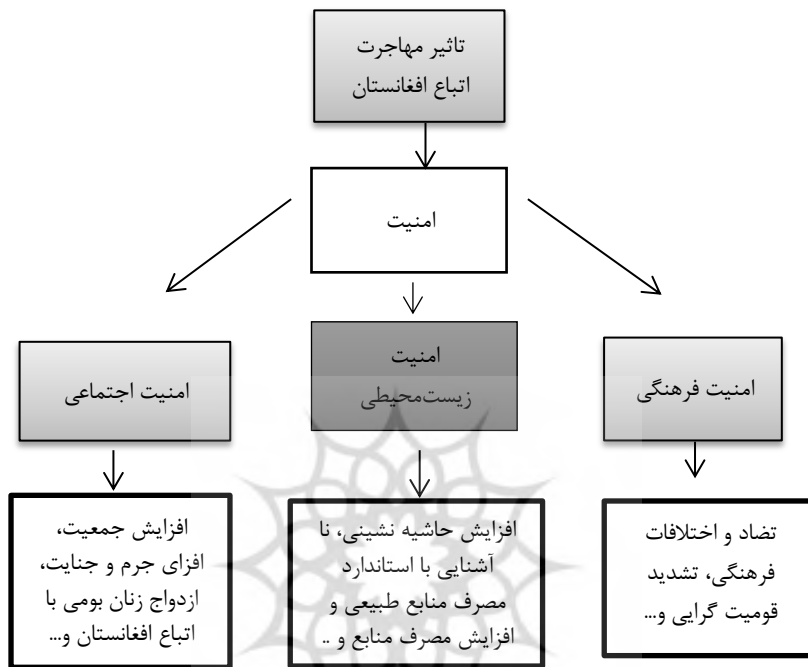 تاثیر مهاجرت
اتباع افغانستان
امنیت
امنیت فرهنگی
امنیت
زیست‌محیطی
امنیت اجتماعی
تضاد و اختلافات
فرهنگی، تشدید
قومیت گرایی و...
افزایش حاشیه نشینی، نا
آشنایی با استاندارد
مصرف منابع طبیعی و
افزایش مصرف منابع و ..
افزایش جمعیت،
افزای جرم و جنایت،
ازدواج زنان بومی با
اتباع افغانستان و...